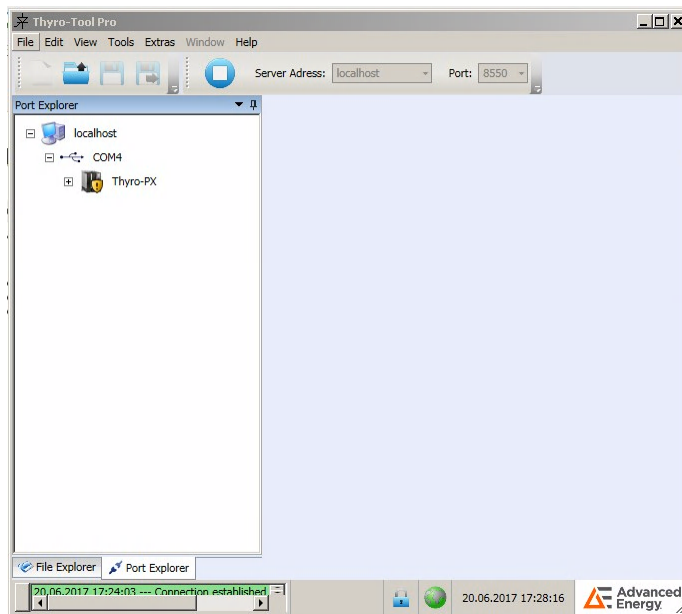 Thyro-Tool Pro
File Edit View Tools Extras Window Help
Server Adress: localhost Port: 8550
Port Explorer
localhost
COM4
Thyro-PX
File Explorer Port Explorer
20.06.2017 17:24:03 --- Connection established
20.06.2017 17:28:16
Advanced
Energy